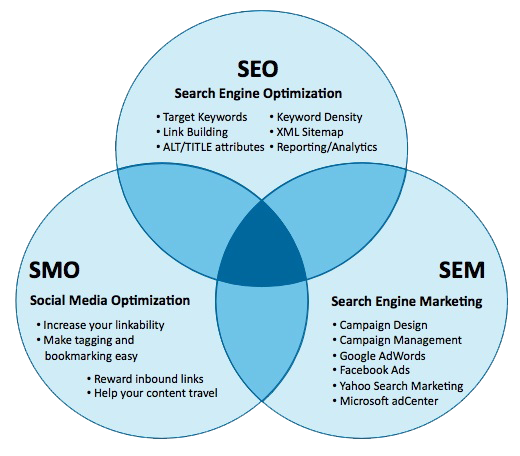 SEO
Search Engine Optimization
• Target Keywords
• Link Building
• ALT/TITLE attributes
• Keyword Density
• XML Sitemap
• Reporting/Analytics
SMO
Social Media Optimization
• Increase your linkability
• Make tagging and
bookmarking easy
• Reward inbound links
• Help your content travel
SEM
Search Engine Marketing
• Campaign Design
• Campaign Management
• Google AdWords
• Facebook Ads
• Yahoo Search Marketing
• Microsoft adCenter